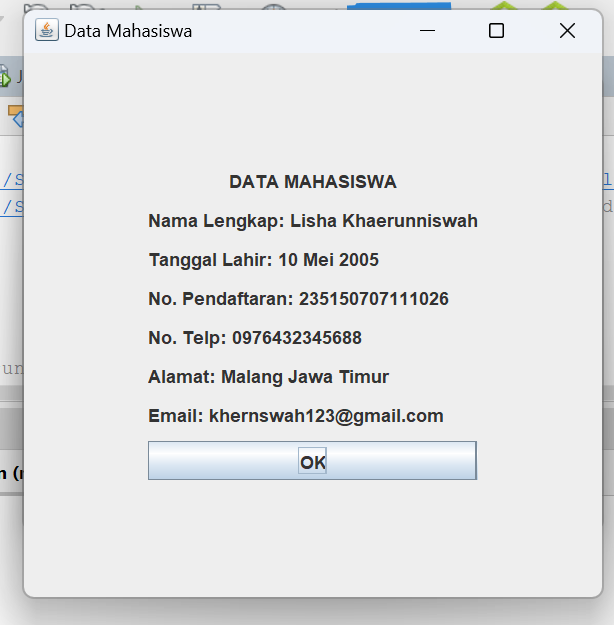 Data Mahasiswa
DATA MAHASISWA
Nama Lengkap: Lisha Khaerunniswah
Tanggal Lahir: 10 Mei 2005
No. Pendaftaran: 235150707111026
No. Telp: 0976432345688
Alamat: Malang Jawa Timur
Email: khernswah123@gmail.com
OK